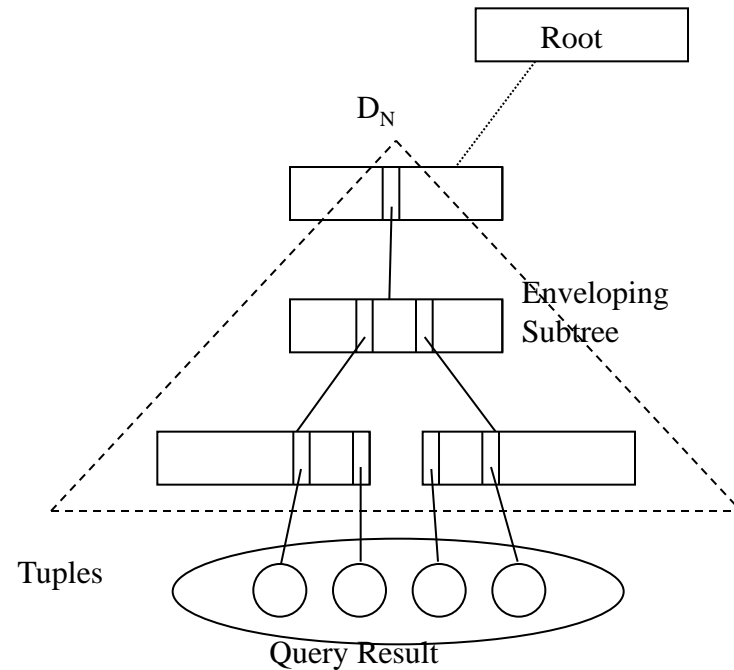 Root
D_N
Enveloping
Subtree
Tuples
Query Result